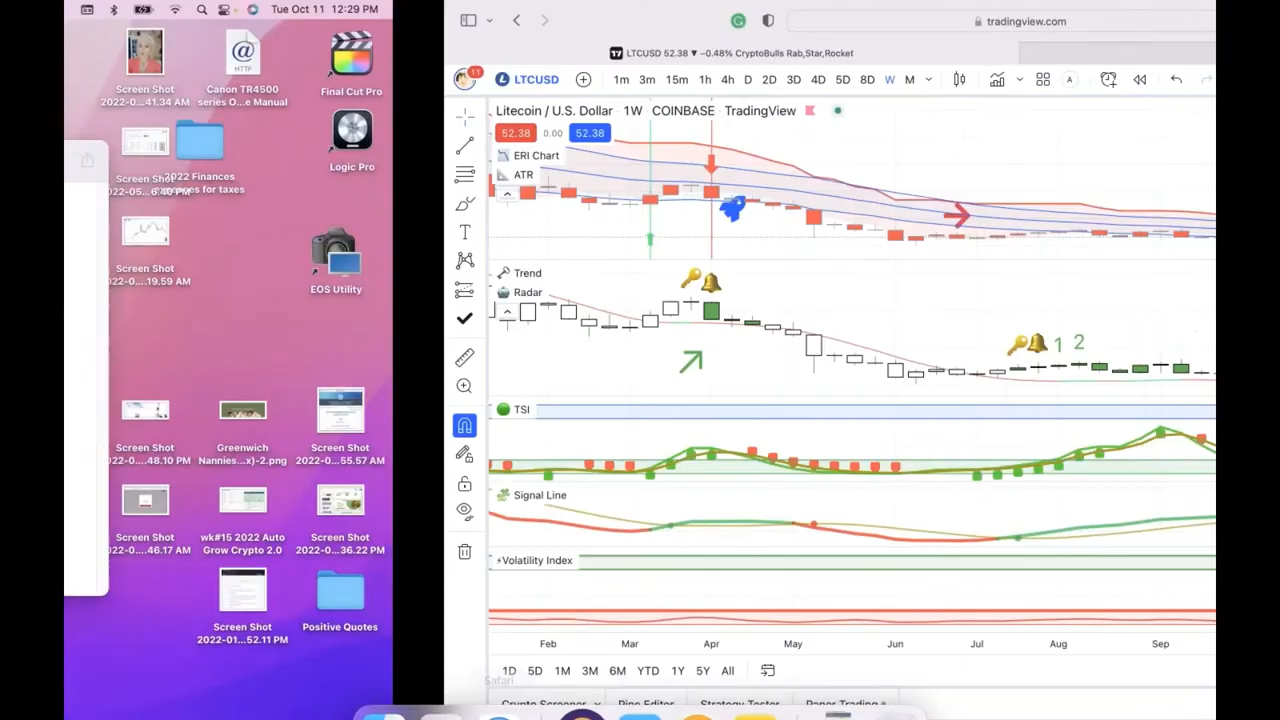 Tue Oct 11 12:29 PM
Screen Shot
2022-0....41.34 AM
Canon TR4500
series O...e Manual
HTTP
Final Cut Pro
Screen Shot
2022 Finances
Logic Pro
Screen Shot
2022-0....19.59 AM
EOS Utility
Screen Shot
2022-0....48.10 PM
Greenwich
Nannies...x)-2.png
Screen Shot
2022-0....55.57 AM
Screen Shot
2022-0....46.17 AM
wk#15 2022 Auto
Grow Crypto 2.0
Screen Shot
2022-0....36.22 PM
Screen Shot
2022-01....52.11 PM
Positive Quotes
tradingview.com
LTCUSD 52.38 ▼ −0.48% CryptoBulls Rab,Star,Rocket
11
LTCUSD
1m 3m 15m 1h 4h D 2D 3D 4D 5D 8D W M
A
Litecoin / U.S. Dollar · 1W COINBASE TradingView
52.38 0.00 52.38
ERI Chart
ATR
Trend
Radar
1 2
TSI
Signal Line
⚡Volatility Index
Feb Mar Apr May Jun Jul Aug Sep
1D 5D 1M 3M 6M YTD 1Y 5Y All
Safari
Crypto Screener Pine Editor Strategy Tester Paper Trading